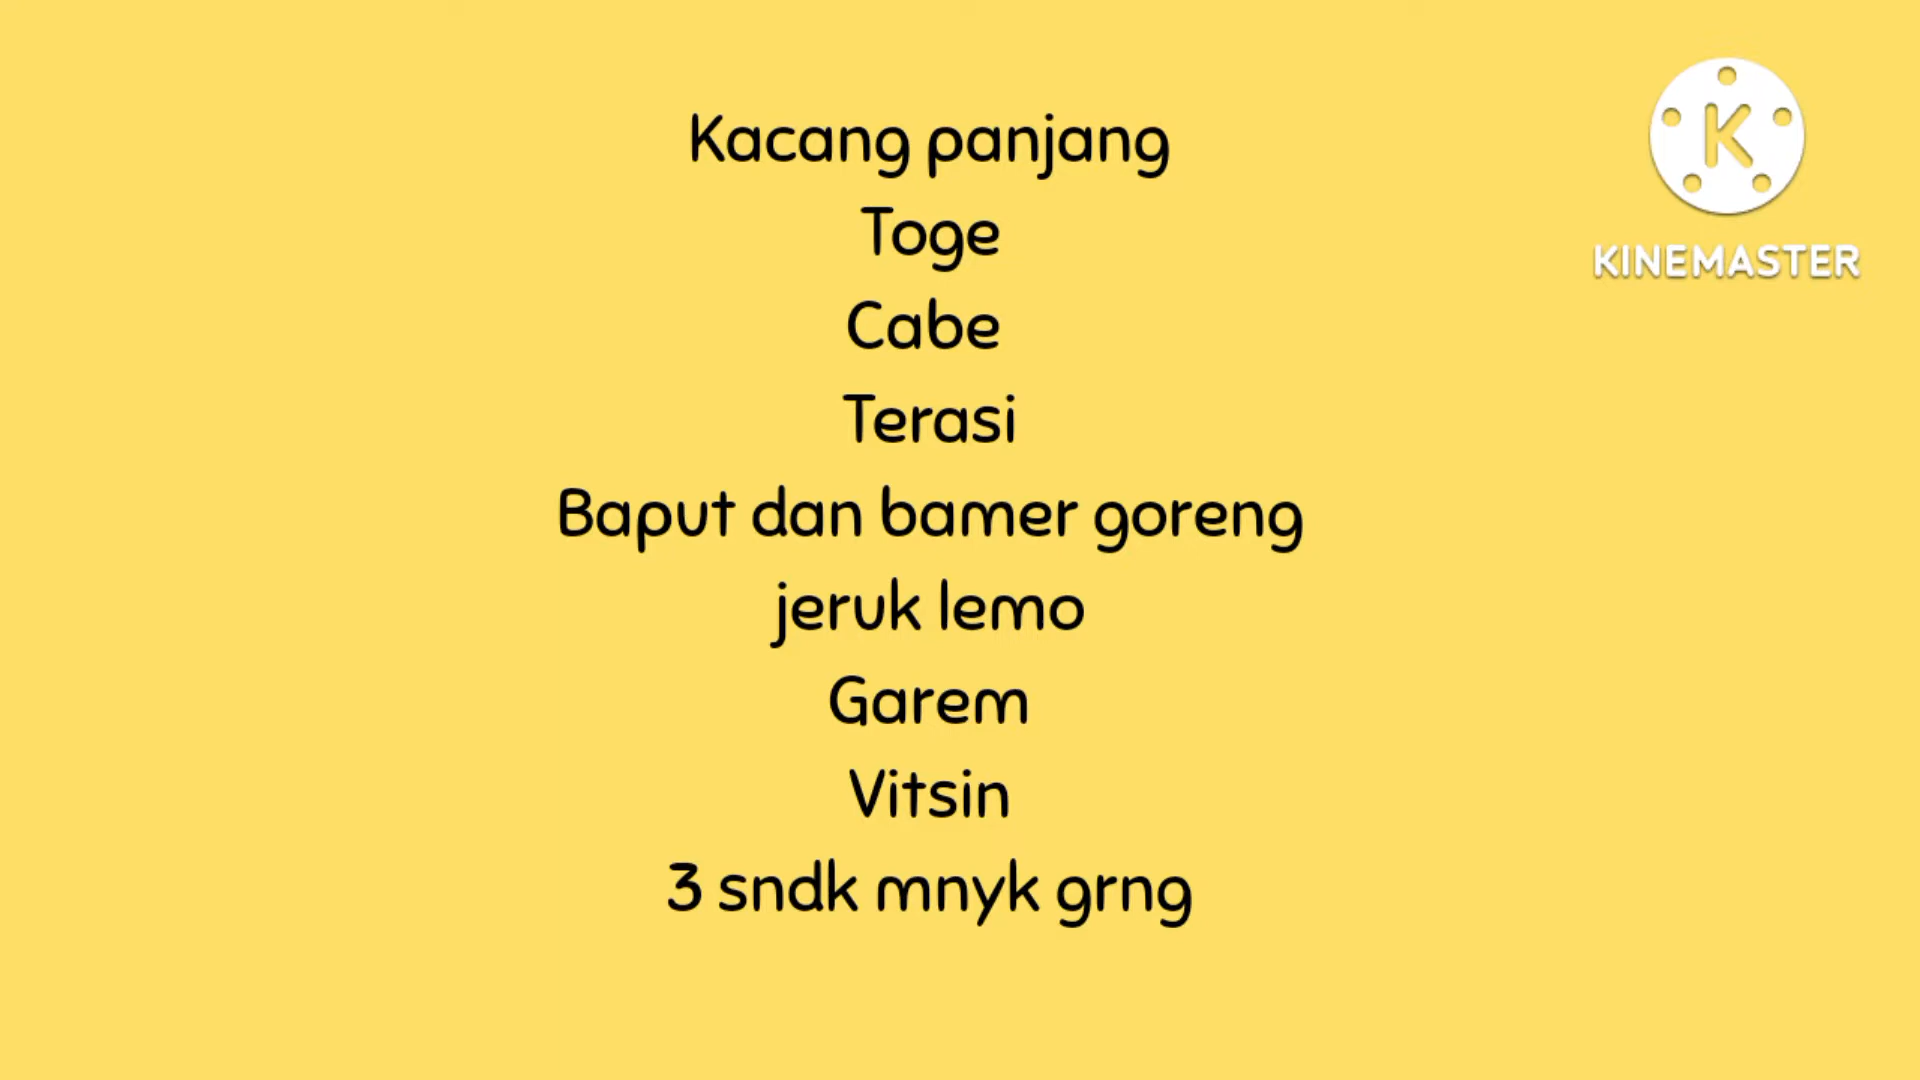 Kacang panjang
Toge
Cabe
Terasi
Baput dan bamer goreng
jeruk lemo
Garem
Vitsin
3 sndk mnyk grng
K
KINEMASTER